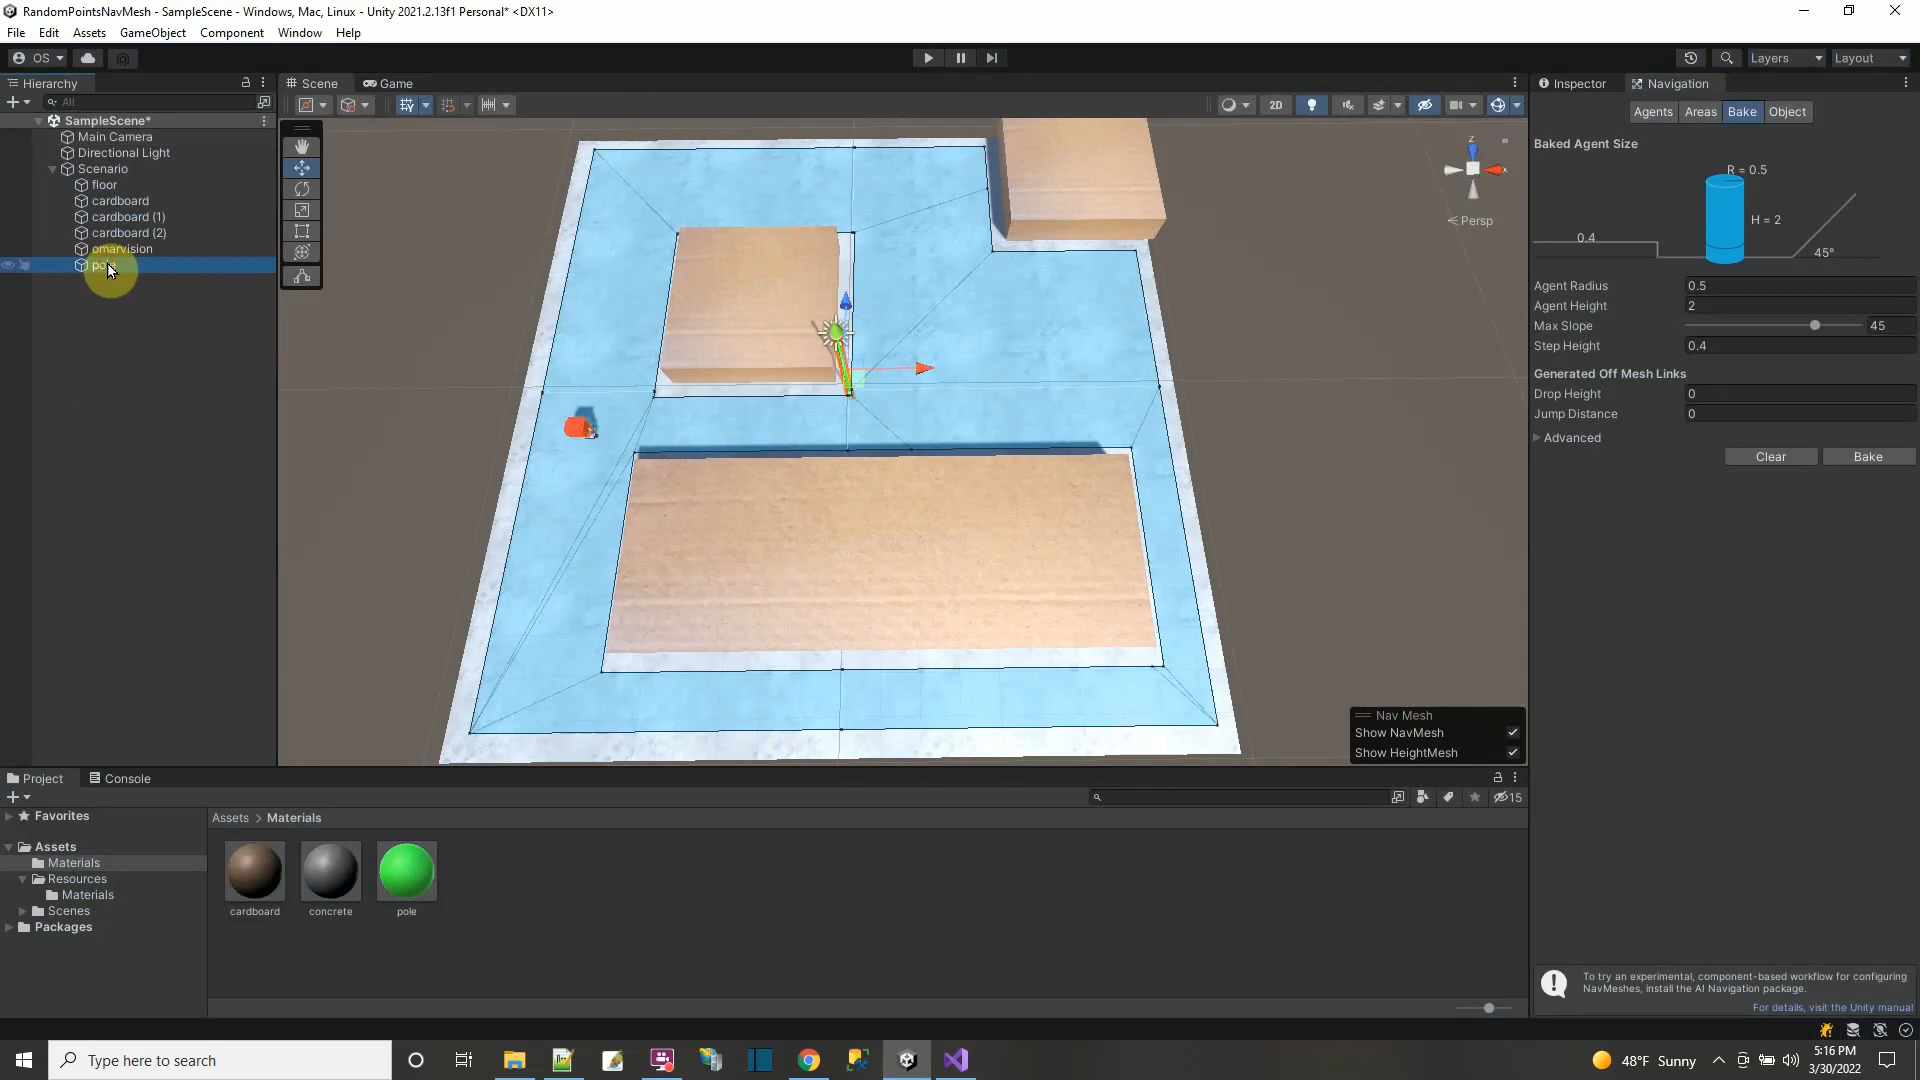 RandomPointsNavMesh - SampleScene - Windows, Mac, Linux - Unity 2021.2.13f1 Personal* <DX11>
File Edit Assets GameObject Component Window Help
OS
Layers Layout
Hierarchy
All
SampleScene*
Main Camera
Directional Light
Scenario
floor
cardboard
cardboard (1)
cardboard (2)
omarvision
pole
Scene Game
2D
z
x
Persp
Nav Mesh
Show NavMesh
Show HeightMesh
Inspector Navigation
Agents Areas Bake Object
Baked Agent Size
R = 0.5
H = 2
0.4
45°
Agent Radius 0.5
Agent Height 2
Max Slope 45
Step Height 0.4
Generated Off Mesh Links
Drop Height 0
Jump Distance 0
Advanced
Clear Bake
To try an experimental, component-based workflow for configuring
NavMeshes, install the AI Navigation package.
For details, visit the Unity manual
Project Console
15
Favorites
Assets
Materials
Resources
Materials
Scenes
Packages
Assets > Materials
cardboard concrete pole
Type here to search
48°F Sunny
5:16 PM
3/30/2022